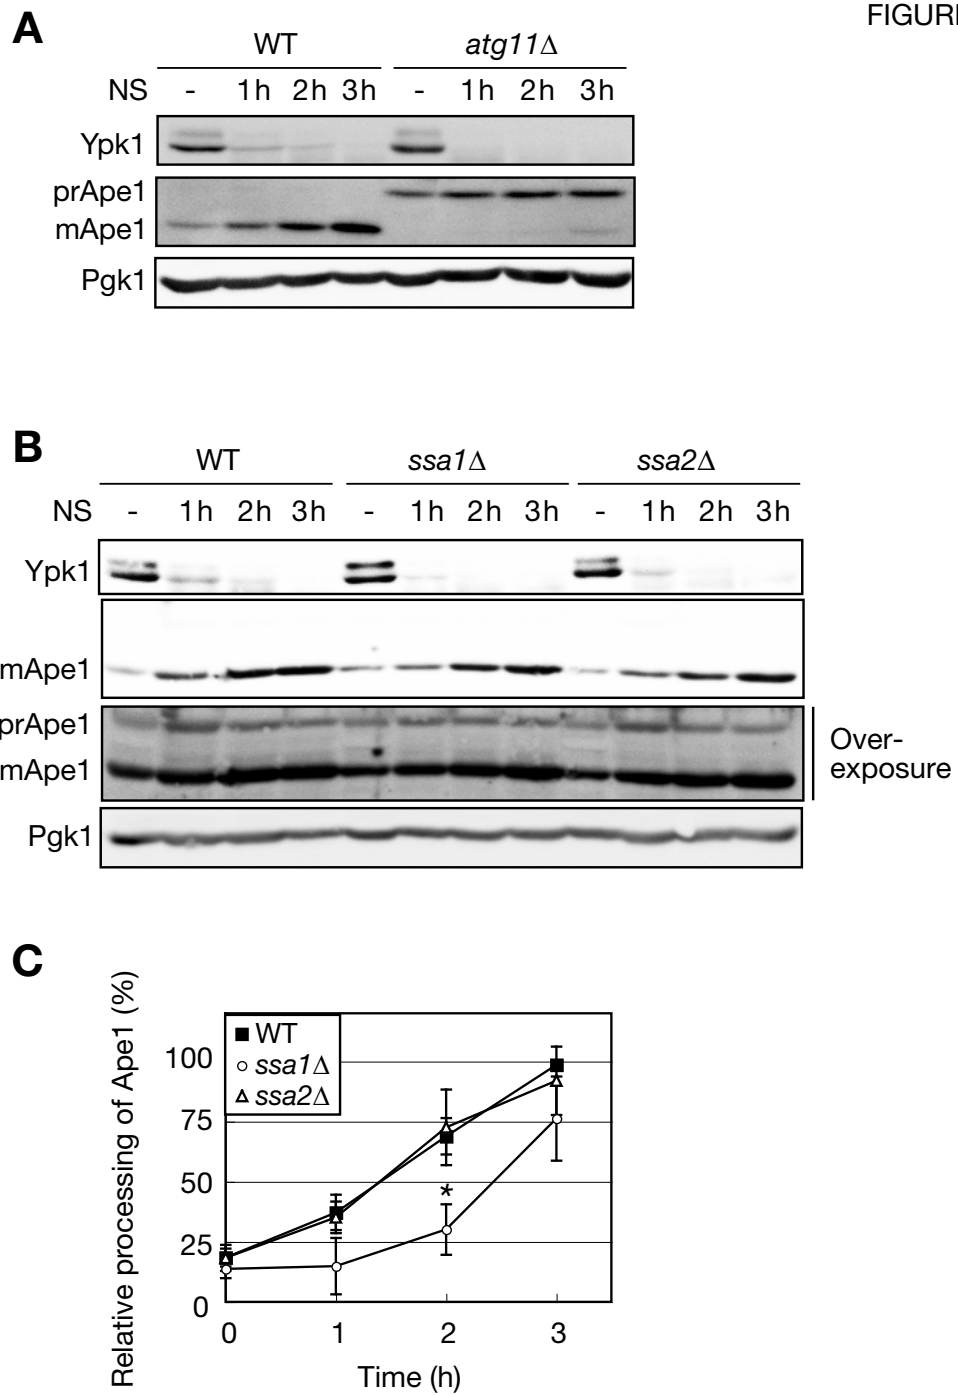 FIGURE
A
WT atg11Δ
NS - 1h 2h 3h - 1h 2h 3h
Ypk1
prApe1
mApe1
Pgk1
B
WT ssa1Δ ssa2Δ
NS - 1h 2h 3h - 1h 2h 3h - 1h 2h 3h
Ypk1
mApe1
prApe1
mApe1
Over-
exposure
Pgk1
C
Relative processing of Ape1 (%)
WT
ssa1Δ
ssa2Δ
100
75
50
25
0
*
0 1 2 3
Time (h)